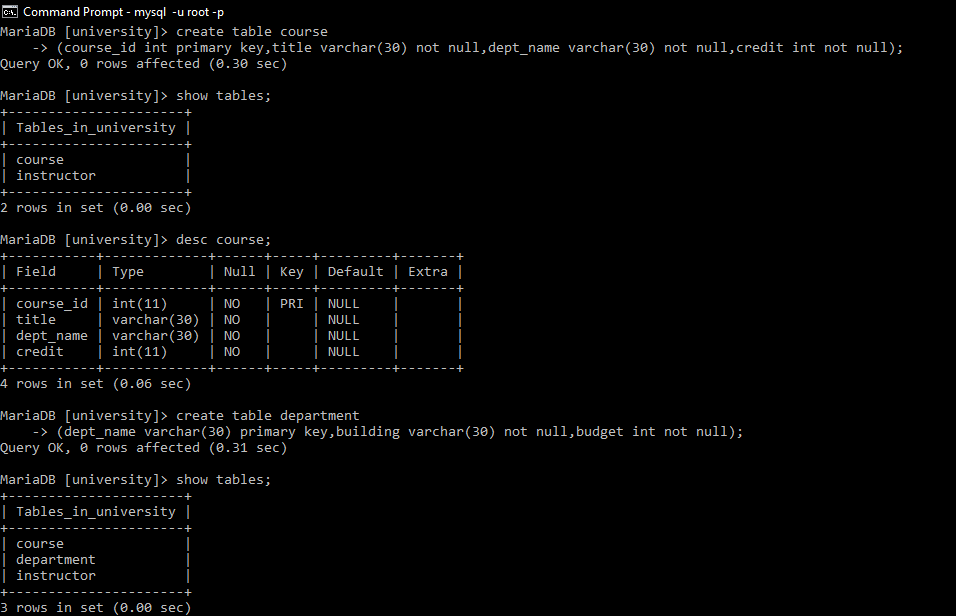 Command Prompt - mysql -u root -p
MariaDB [university]> create table course
    -> (course_id int primary key,title varchar(30) not null,dept_name varchar(30) not null,credit int not null);
Query OK, 0 rows affected (0.30 sec)

MariaDB [university]> show tables;
+----------------------+
| Tables_in_university |
+----------------------+
| course               |
| instructor           |
+----------------------+
2 rows in set (0.00 sec)

MariaDB [university]> desc course;
+-----------+-------------+------+-----+---------+-------+
| Field     | Type        | Null | Key | Default | Extra |
+-----------+-------------+------+-----+---------+-------+
| course_id | int(11)     | NO   | PRI | NULL    |       |
| title     | varchar(30) | NO   |     | NULL    |       |
| dept_name | varchar(30) | NO   |     | NULL    |       |
| credit    | int(11)     | NO   |     | NULL    |       |
+-----------+-------------+------+-----+---------+-------+
4 rows in set (0.06 sec)

MariaDB [university]> create table department
    -> (dept_name varchar(30) primary key,building varchar(30) not null,budget int not null);
Query OK, 0 rows affected (0.31 sec)

MariaDB [university]> show tables;
+----------------------+
| Tables_in_university |
+----------------------+
| course               |
| department           |
| instructor           |
+----------------------+
3 rows in set (0.00 sec)